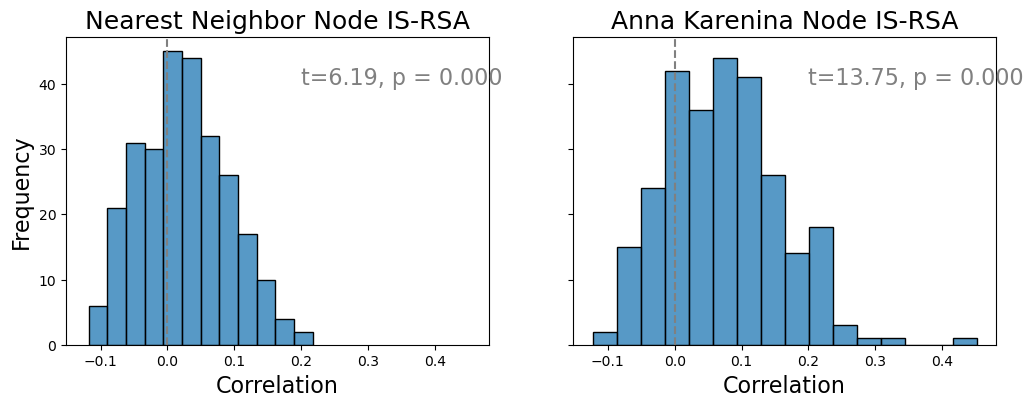 Nearest Neighbor Node IS-RSA
t=6.19, p = 0.000
Frequency
40
30
20
10
0
−0.1 0.0 0.1 0.2 0.3 0.4
Correlation
Anna Karenina Node IS-RSA
t=13.75, p = 0.000
−0.1 0.0 0.1 0.2 0.3 0.4
Correlation